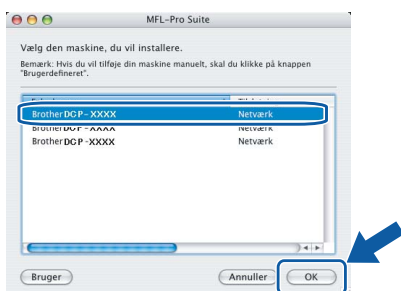 MFL-Pro Suite
Vælg den maskine, du vil installere.
Bemærk: Hvis du vil tilføje din maskine manuelt, skal du klikke på knappen
"Brugerdefineret".
Brother DCP-XXXX Netværk
Brother DCP-XXXX Netværk
Brother DCP-XXXX Netværk
Bruger Annuller OK